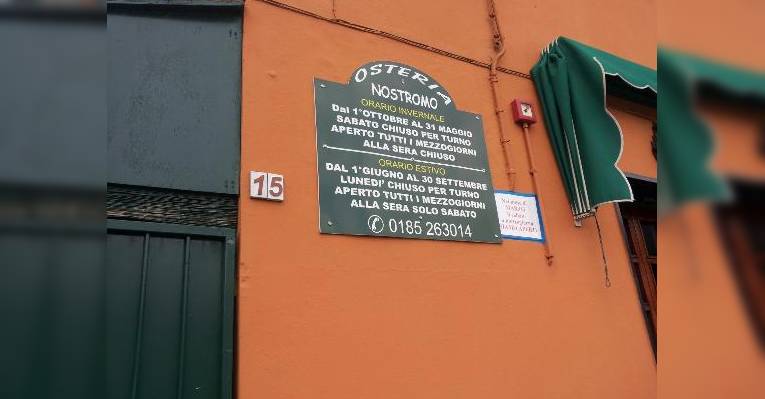 OSTERIA
NOSTROMO
ORARIO INVERNALE
Dal 1°OTTOBRE AL 31 MAGGIO
SABATO CHIUSO PER TURNO
APERTO TUTTI I MEZZOGIORNI
ALLA SERA CHIUSO
ORARIO ESTIVO
DAL 1°GIUGNO AL 30 SETTEMBRE
LUNEDI' CHIUSO PER TURNO
APERTO TUTTI I MEZZOGIORNI
ALLA SERA SOLO SABATO
✆ 0185 263014
15